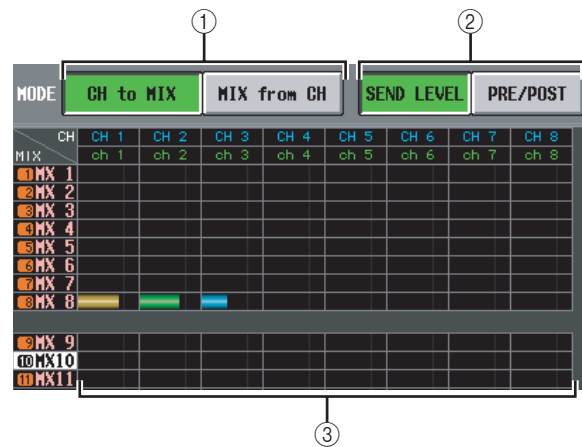 ① ②
MODE CH to MIX MIX from CH SEND LEVEL PRE/POST
CH CH 1 CH 2 CH 3 CH 4 CH 5 CH 6 CH 7 CH 8
MIX ch 1 ch 2 ch 3 ch 4 ch 5 ch 6 ch 7 ch 8
1 MX 1
2 MX 2
3 MX 3
4 MX 4
5 MX 5
6 MX 6
7 MX 7
8 MX 8
9 MX 9
10 MX10
11 MX11
③